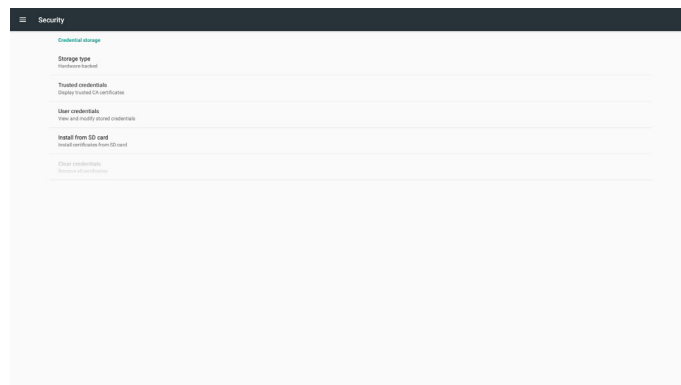 Security
Credential storage
Storage type
Hardware-backed
Trusted credentials
Display trusted CA certificates
User credentials
View and modify stored credentials
Install from SD card
Install certificates from SD card
Clear credentials
Remove all certificates